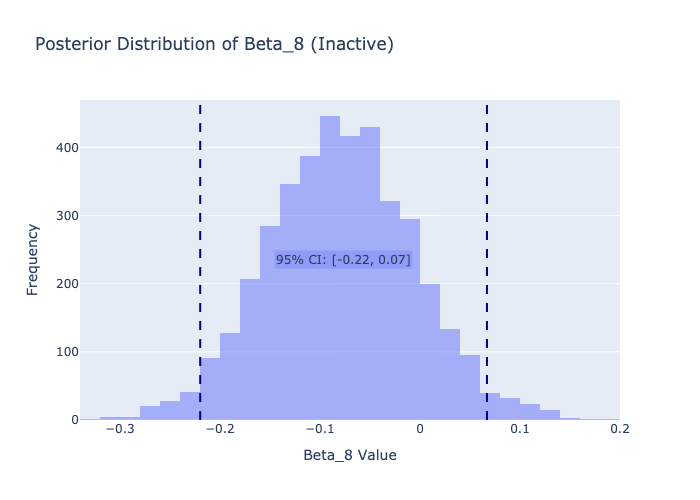 Posterior Distribution of Beta_8 (Inactive)
400
300
200
100
0
Frequency
95% CI: [-0.22, 0.07]
−0.3 −0.2 −0.1 0 0.1 0.2
Beta_8 Value